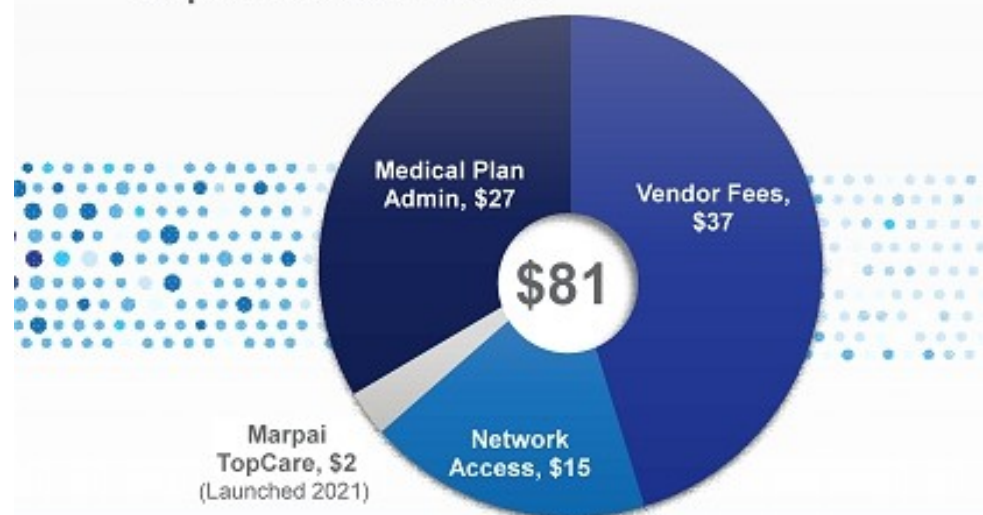 Medical Plan
Admin, $27
Vendor Fees,
$37
$81
Marpai
TopCare, $2
(Launched 2021)
Network
Access, $15